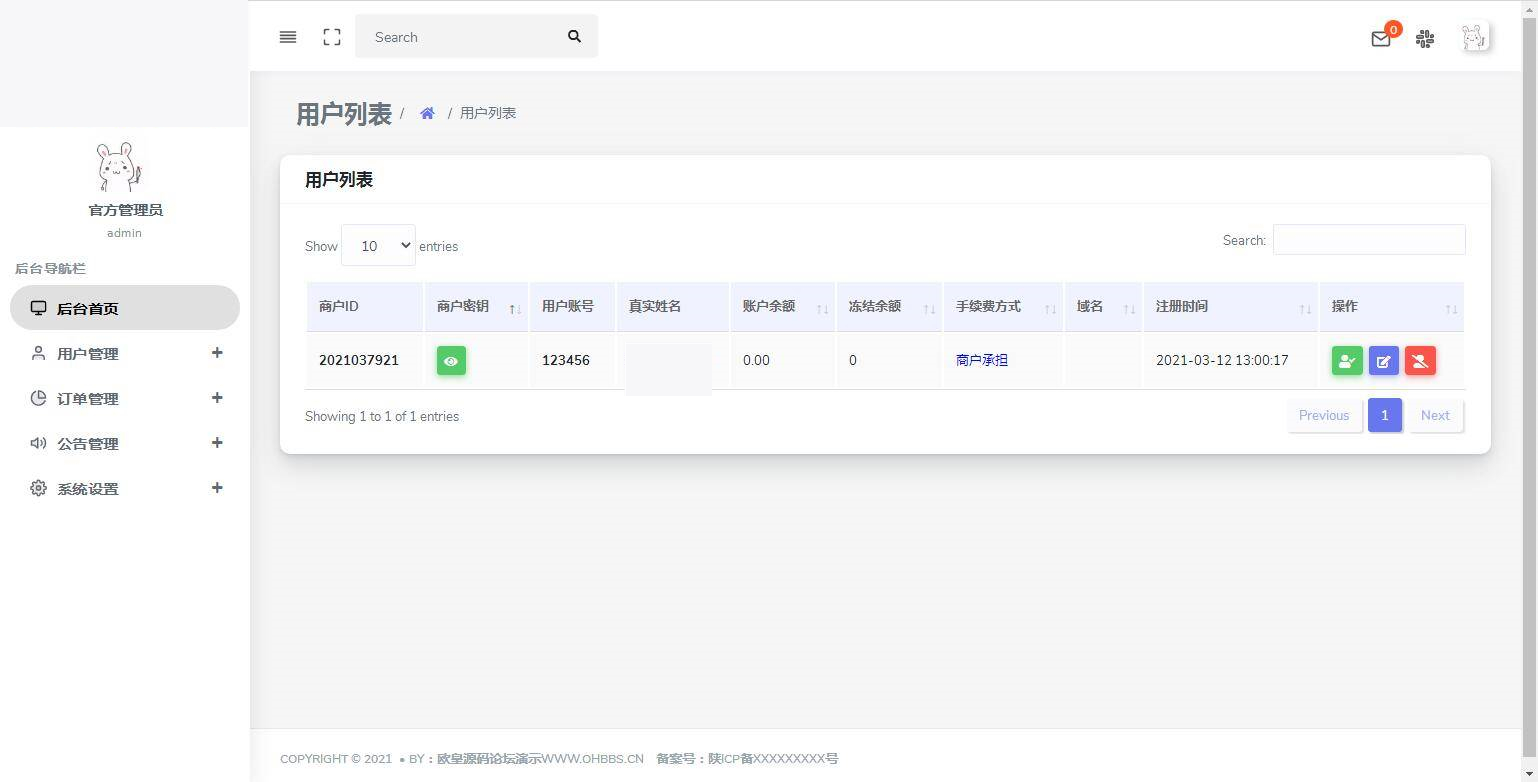 Search
0
官方管理员
admin
后台导航栏
后台首页
用户管理 +
订单管理 +
公告管理 +
系统设置 +
用户列表 / / 用户列表
用户列表
Show 10 entries Search:
商户ID 商户密钥 用户账号 真实姓名 账户余额 冻结余额 手续费方式 域名 注册时间 操作
2021037921 123456 0.00 0 商户承担 2021-03-12 13:00:17
Showing 1 to 1 of 1 entries Previous 1 Next
COPYRIGHT © 2021 • BY：欧皇源码论坛演示WWW.OHBBS.CN 备案号：陕ICP备XXXXXXXXX号